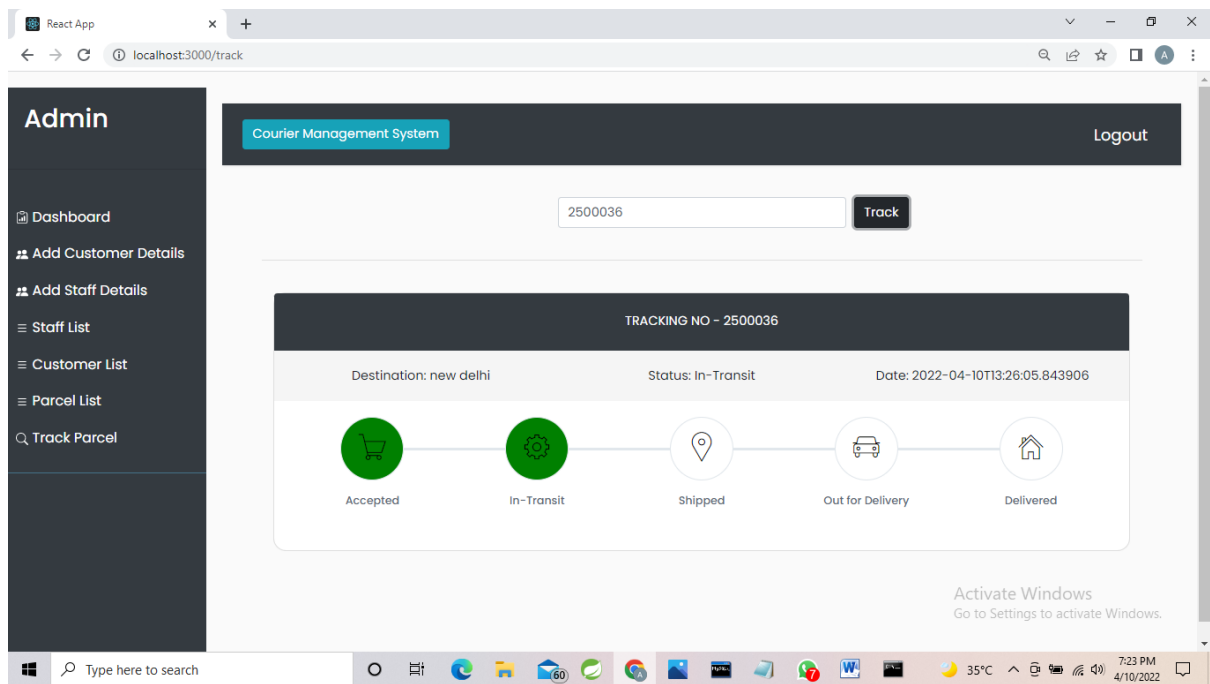 React App
localhost:3000/track
A
Admin
Courier Management System
Logout
2500036
Track
Dashboard
Add Customer Details
Add Staff Details
Staff List
Customer List
Parcel List
Track Parcel
TRACKING NO - 2500036
Destination: new delhi
Status: In-Transit
Date: 2022-04-10T13:26:05.843906
Accepted
In-Transit
Shipped
Out for Delivery
Delivered
Activate Windows
Go to Settings to activate Windows.
Type here to search
60
W
35°C
7:23 PM
4/10/2022